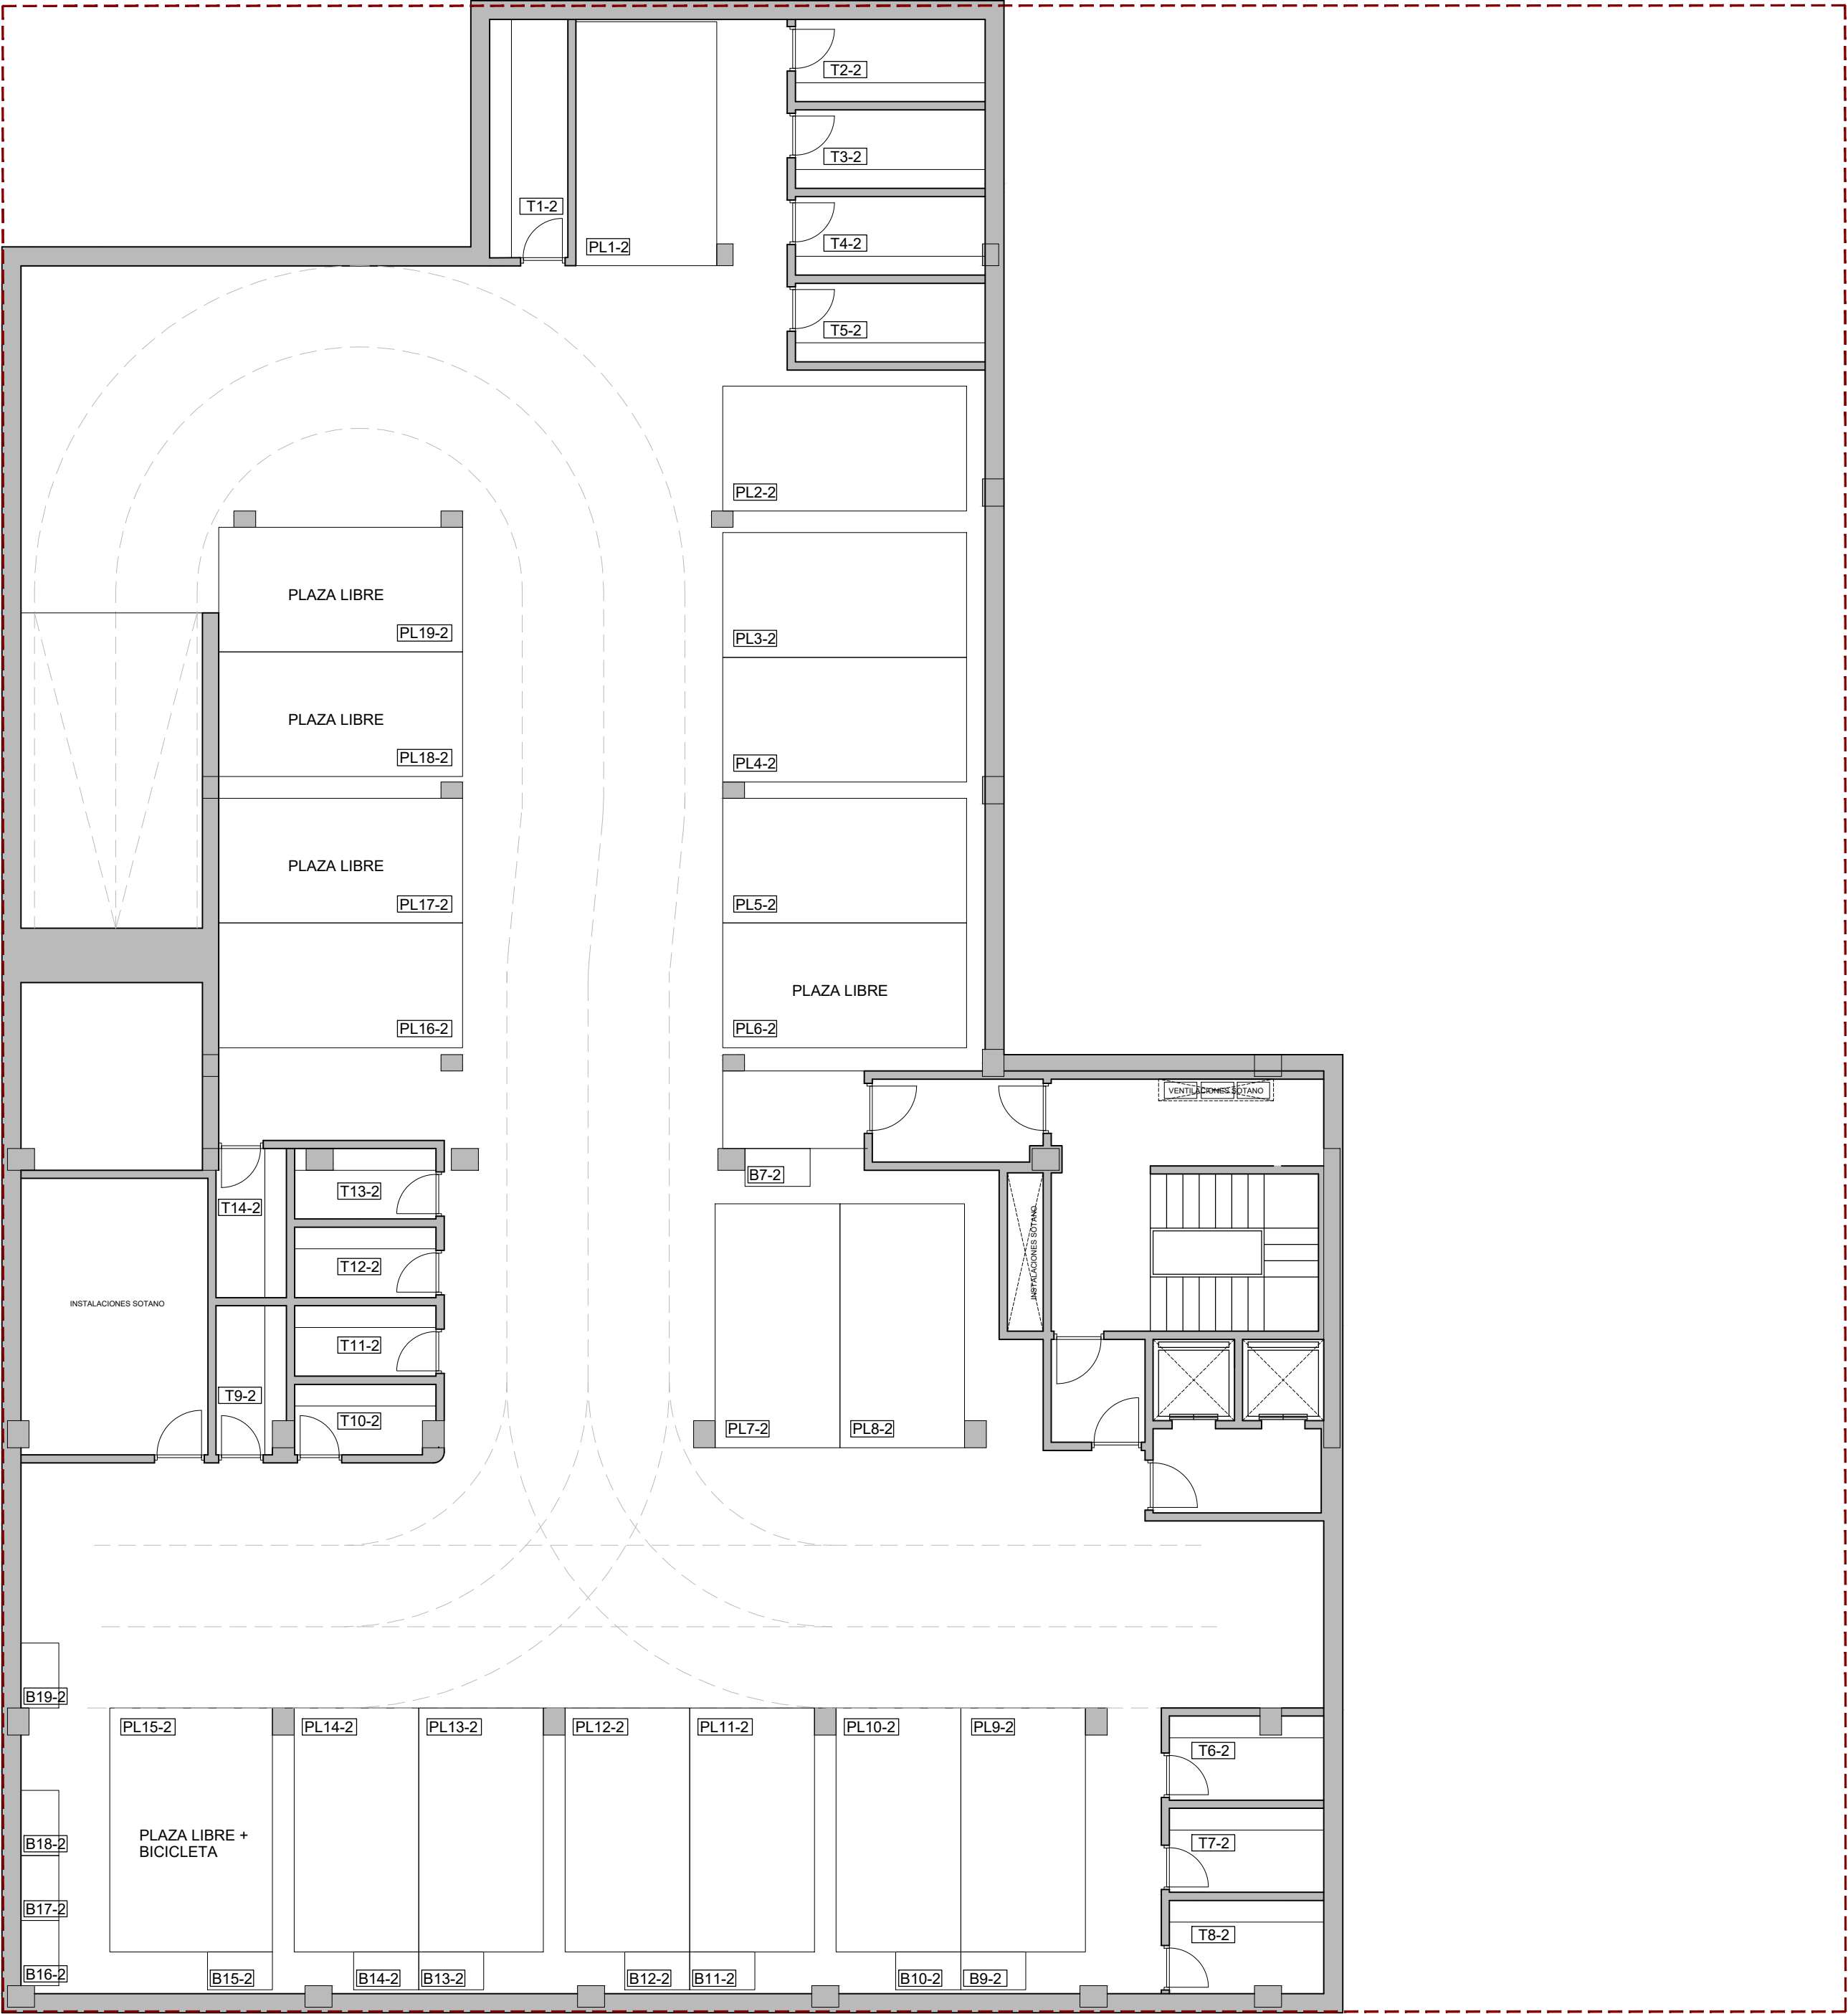 T2-2
T3-2
T1-2
PL1-2
T4-2
T5-2
PL2-2
PLAZA LIBRE
PL19-2
PL3-2
PLAZA LIBRE
PL18-2
PL4-2
PLAZA LIBRE
PL17-2
PL5-2
PLAZA LIBRE
PL16-2
PL6-2
VENTILACIONES SOTANO
B7-2
T13-2
T14-2
T12-2
INSTALACIONES SOTANO
INSTALACIONES SOTANO
T11-2
T9-2
T10-2
PL7-2
PL8-2
B19-2
PL15-2
PL14-2
PL13-2
PL12-2
PL11-2
PL10-2
PL9-2
T6-2
PLAZA LIBRE +
BICICLETA
B18-2
T7-2
B17-2
T8-2
B16-2
B15-2
B14-2
B13-2
B12-2
B11-2
B10-2
B9-2